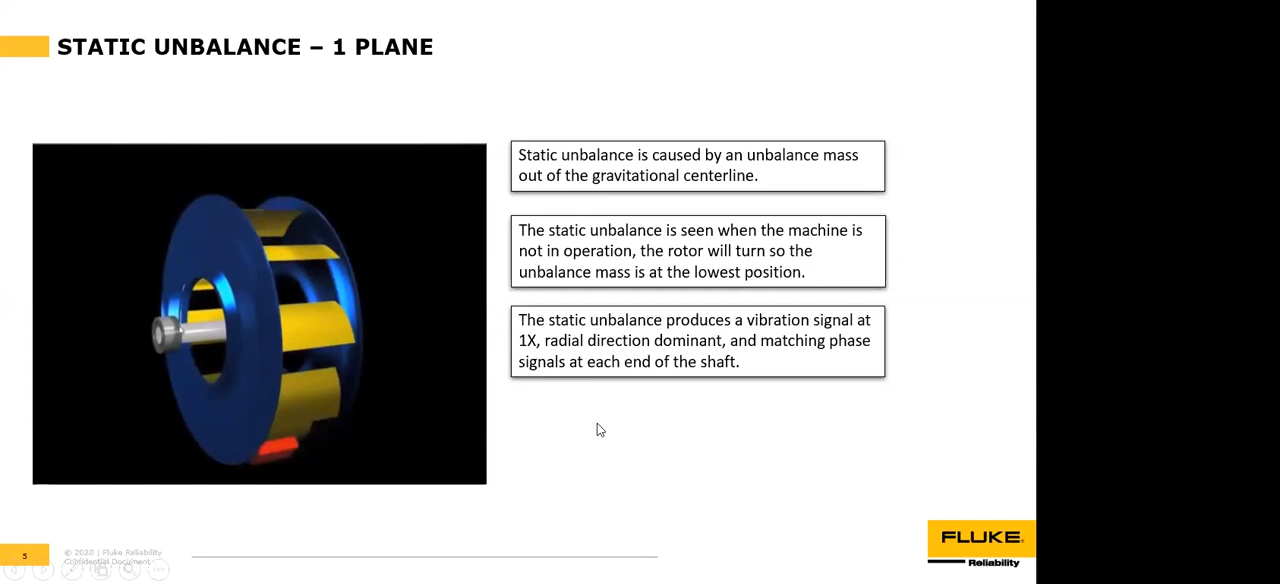 STATIC UNBALANCE – 1 PLANE
Static unbalance is caused by an unbalance mass
out of the gravitational centerline.
The static unbalance is seen when the machine is
not in operation, the rotor will turn so the
unbalance mass is at the lowest position.
The static unbalance produces a vibration signal at
1X, radial direction dominant, and matching phase
signals at each end of the shaft.
5
© 2020 | Fluke Reliability
Confidential Document
FLUKE®
Reliability